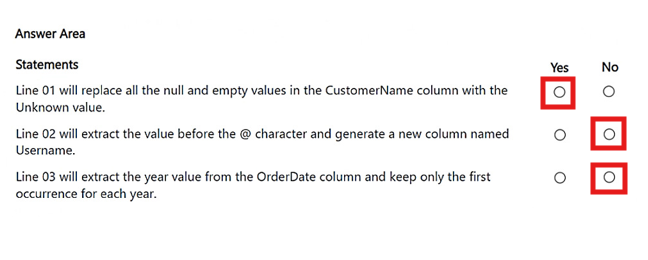 Answer Area
Statements Yes No
Line 01 will replace all the null and empty values in the CustomerName column with the
Unknown value.
Line 02 will extract the value before the @ character and generate a new column named
Username.
Line 03 will extract the year value from the OrderDate column and keep only the first
occurrence for each year.